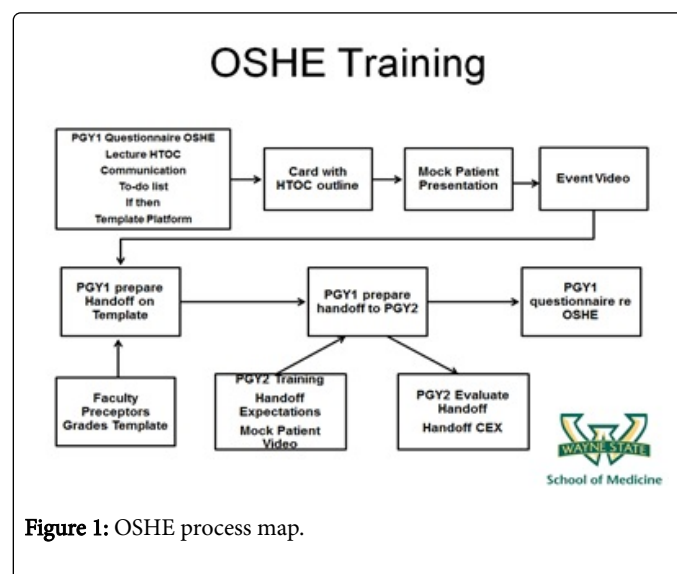 OSHE Training
PGY1 Questionnaire OSHE
Lecture HTOC
Communication
To-do list
If then
Template Platform
Card with
HTOC outline
Mock Patient
Presentation
Event Video
PGY1 prepare
Handoff on
Template
PGY1 prepare
handoff to PGY2
PGY1
questionnaire re
OSHE
Faculty
Preceptors
Grades Template
PGY2 Training
Handoff
Expectations
Mock Patient
Video
PGY2 Evaluate
Handoff
Handoff CEX
WAYNE STATE
School of Medicine
Figure 1: OSHE process map.